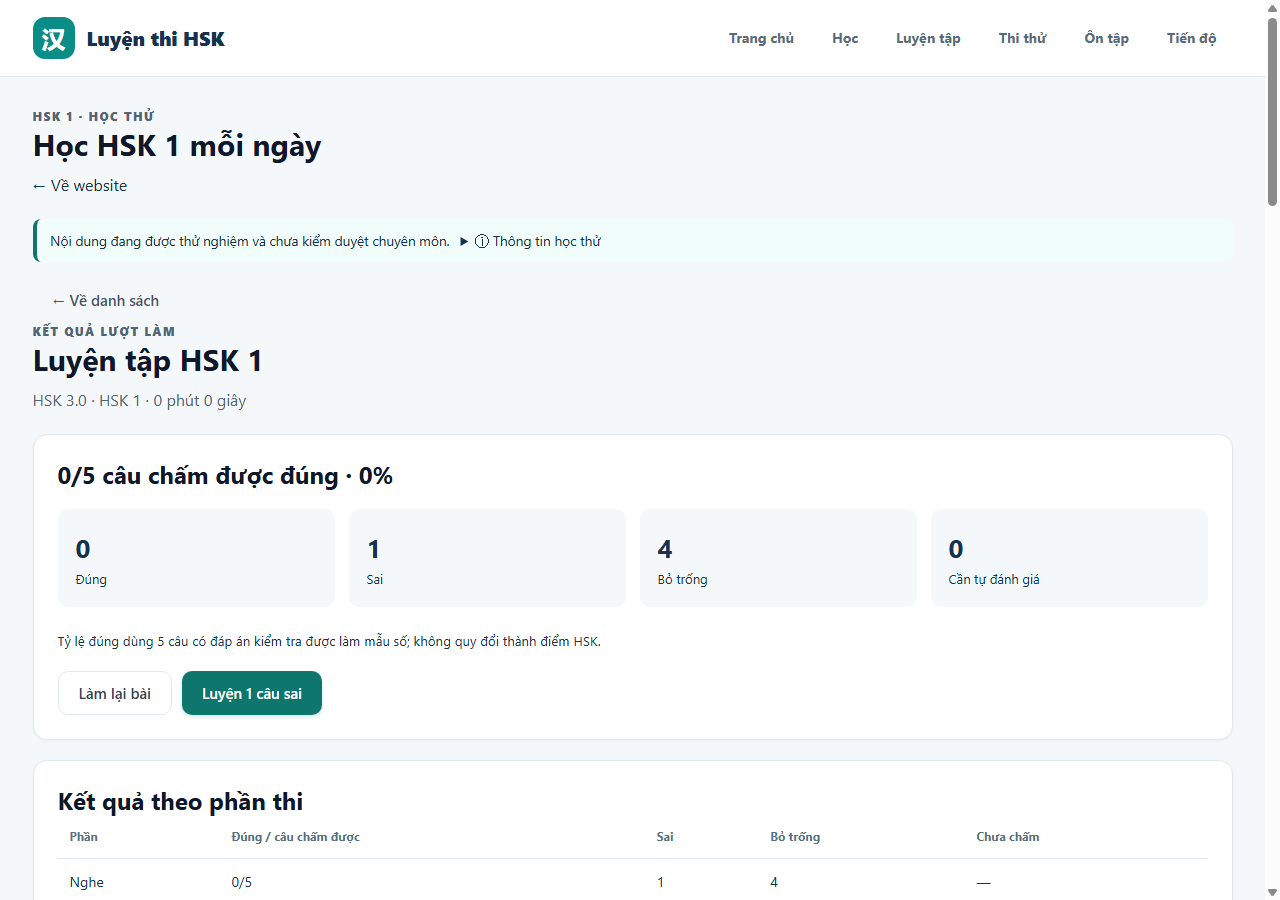 汉 Luyện thi HSK
Trang chủ Học Luyện tập Thi thử Ôn tập Tiến độ
HSK 1 · HỌC THỬ
Học HSK 1 mỗi ngày
← Về website
Nội dung đang được thử nghiệm và chưa kiểm duyệt chuyên môn. ▶ ⓘ Thông tin học thử
← Về danh sách
KẾT QUẢ LƯỢT LÀM
Luyện tập HSK 1
HSK 3.0 · HSK 1 · 0 phút 0 giây
0/5 câu chấm được đúng · 0%
0 1 4 0
Đúng Sai Bỏ trống Cần tự đánh giá
Tỷ lệ đúng dùng 5 câu có đáp án kiểm tra được làm mẫu số; không quy đổi thành điểm HSK.
Làm lại bài Luyện 1 câu sai
Kết quả theo phần thi
Phần Đúng / câu chấm được Sai Bỏ trống Chưa chấm
Nghe 0/5 1 4 —